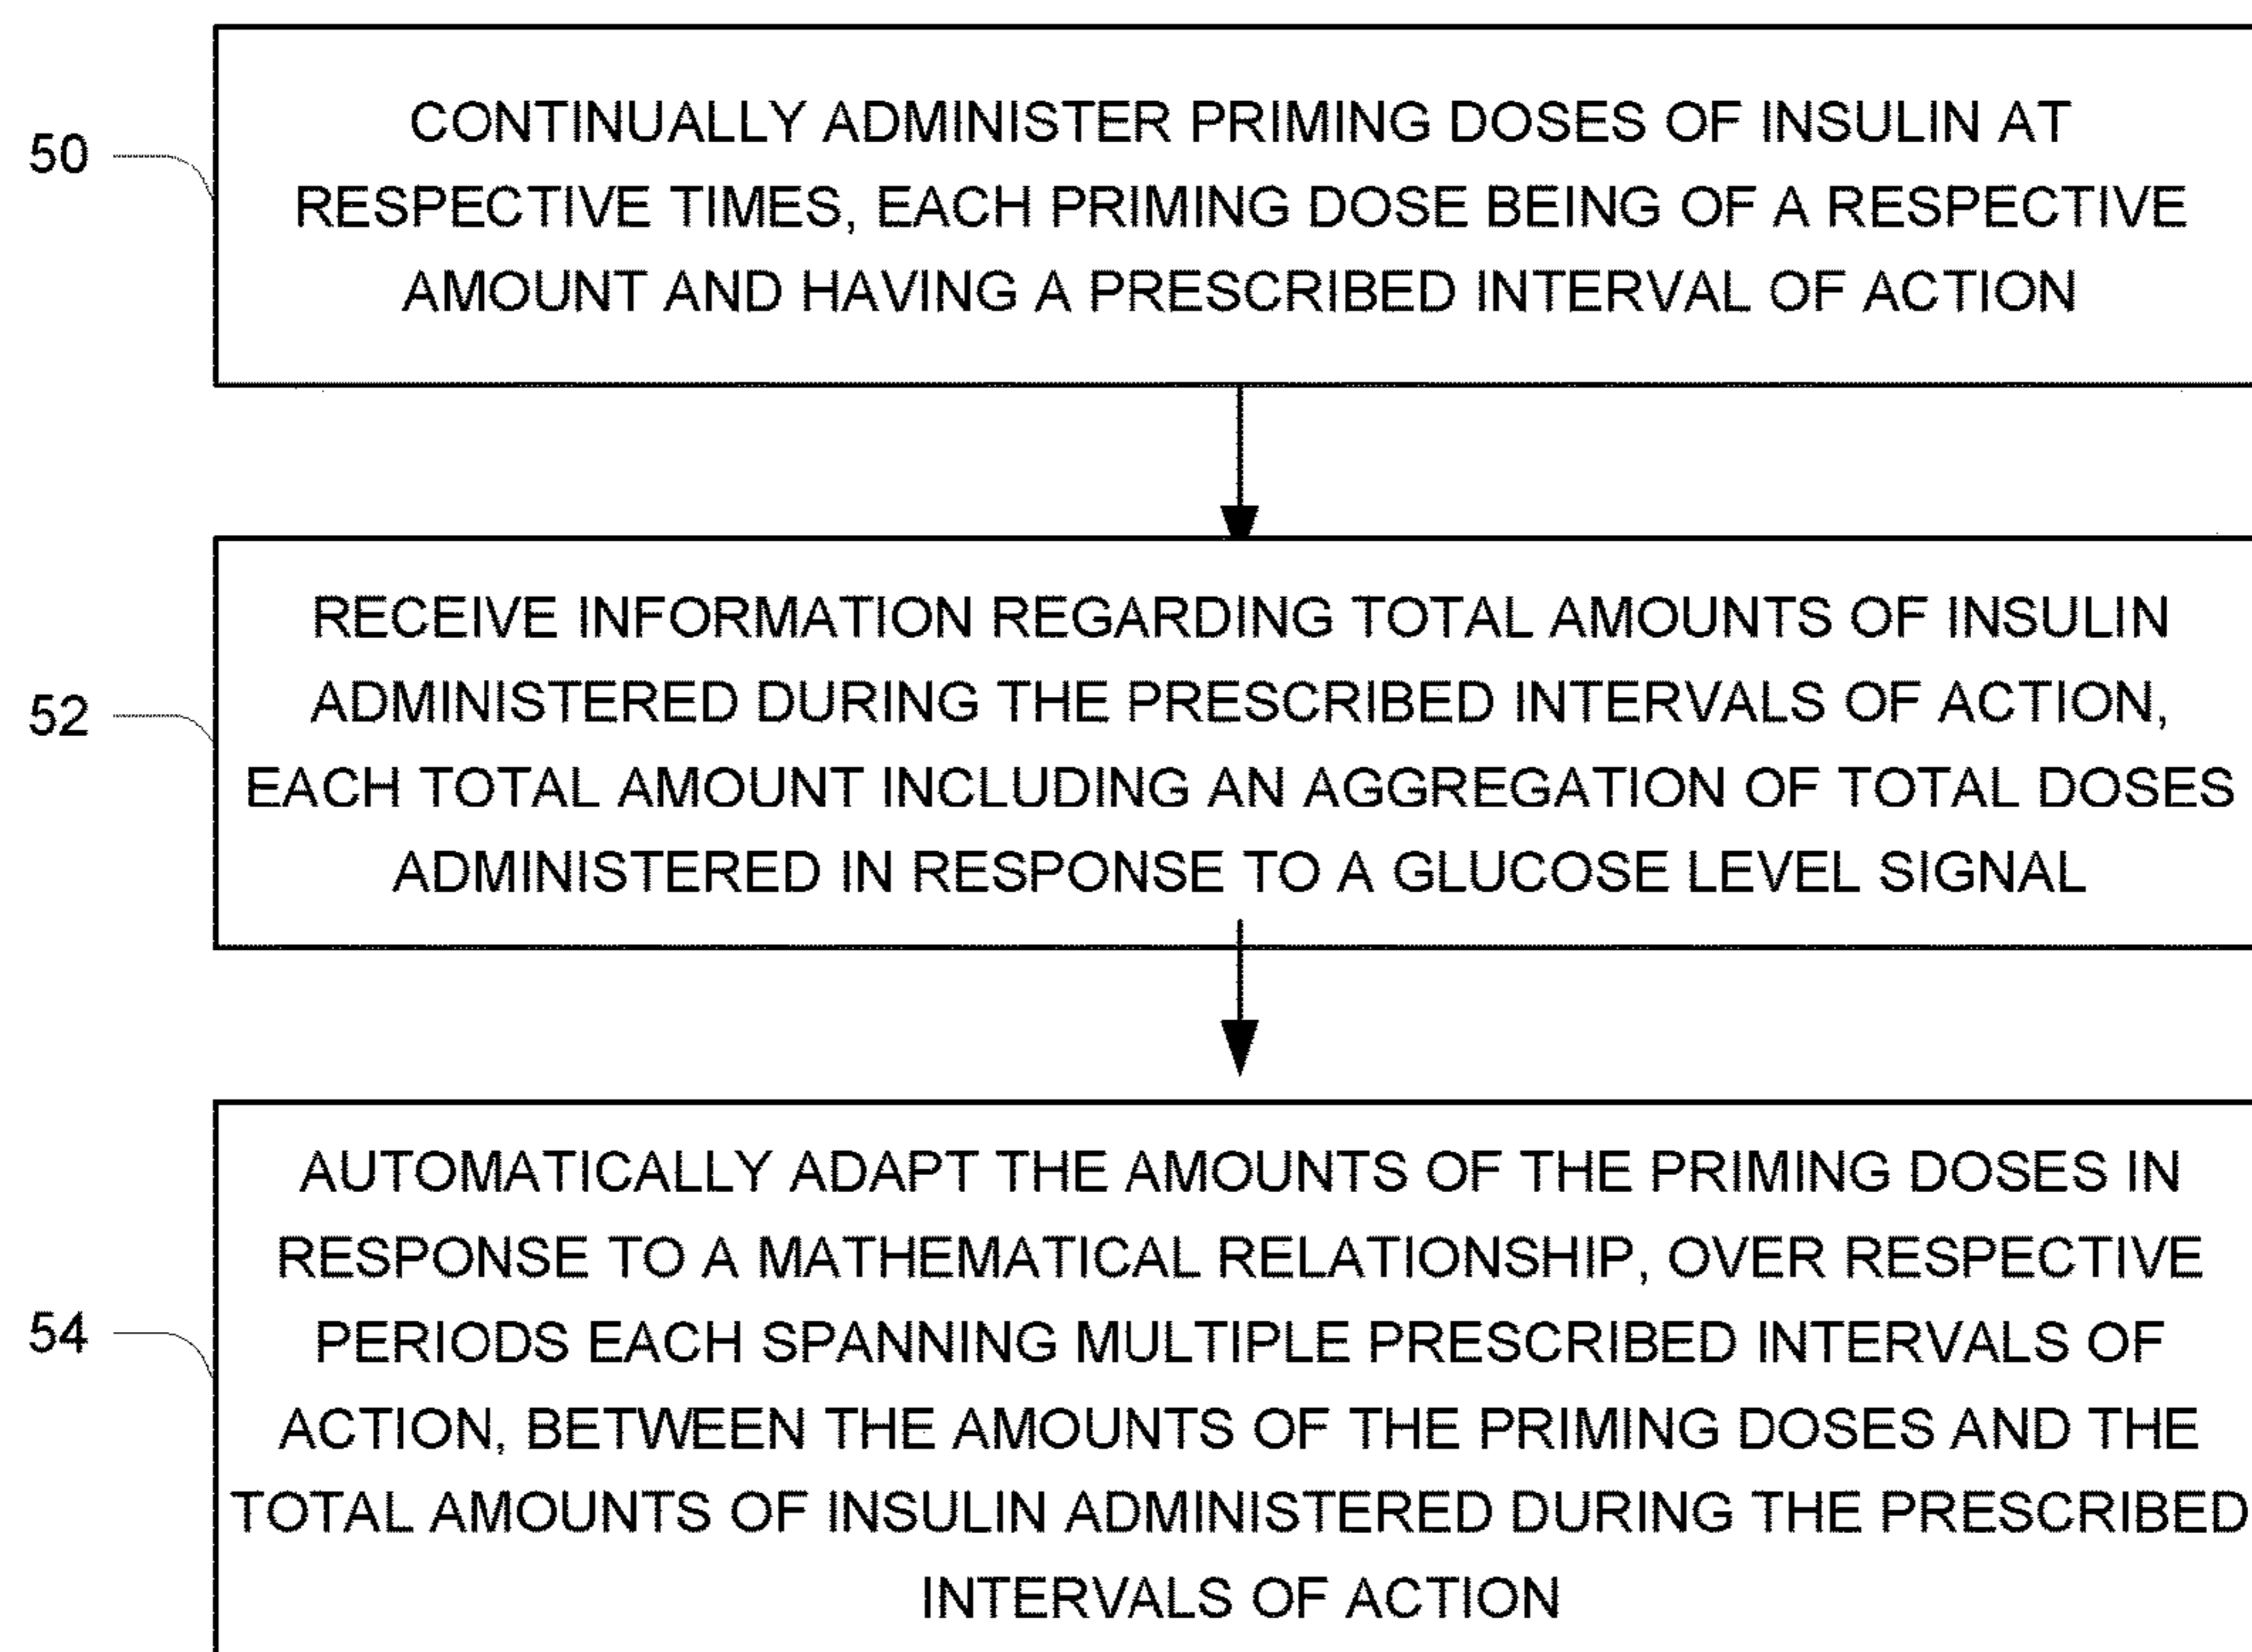 CONTINUALLY ADMINISTER PRIMING DOSES OF INSULIN AT
50
RESPECTIVE TIMES, EACH PRIMING DOSE BEING OF A RESPECTIVE
AMOUNT AND HAVING A PRESCRIBED INTERVAL OF ACTION
RECEIVE INFORMATION REGARDING TOTAL AMOUNTS OF INSULIN
ADMINISTERED DURING THE PRESCRIBED INTERVALS OF ACTION,
52
EACH TOTAL AMOUNT INCLUDING AN AGGREGATION OF TOTAL DOSES
ADMINISTERED IN RESPONSE TO A GLUCOSE LEVEL SIGNAL
AUTOMATICALLY ADAPT THE AMOUNTS OF THE PRIMING DOSES IN
RESPONSE TO A MATHEMATICAL RELATIONSHIP, OVER RESPECTIVE
54
PERIODS EACH SPANNING MULTIPLE PRESCRIBED INTERVALS OF
ACTION, BETWEEN THE AMOUNTS OF THE PRIMING DOSES AND THE
TOTAL AMOUNTS OF INSULIN ADMINISTERED DURING THE PRESCRIBED
INTERVALS OF ACTION